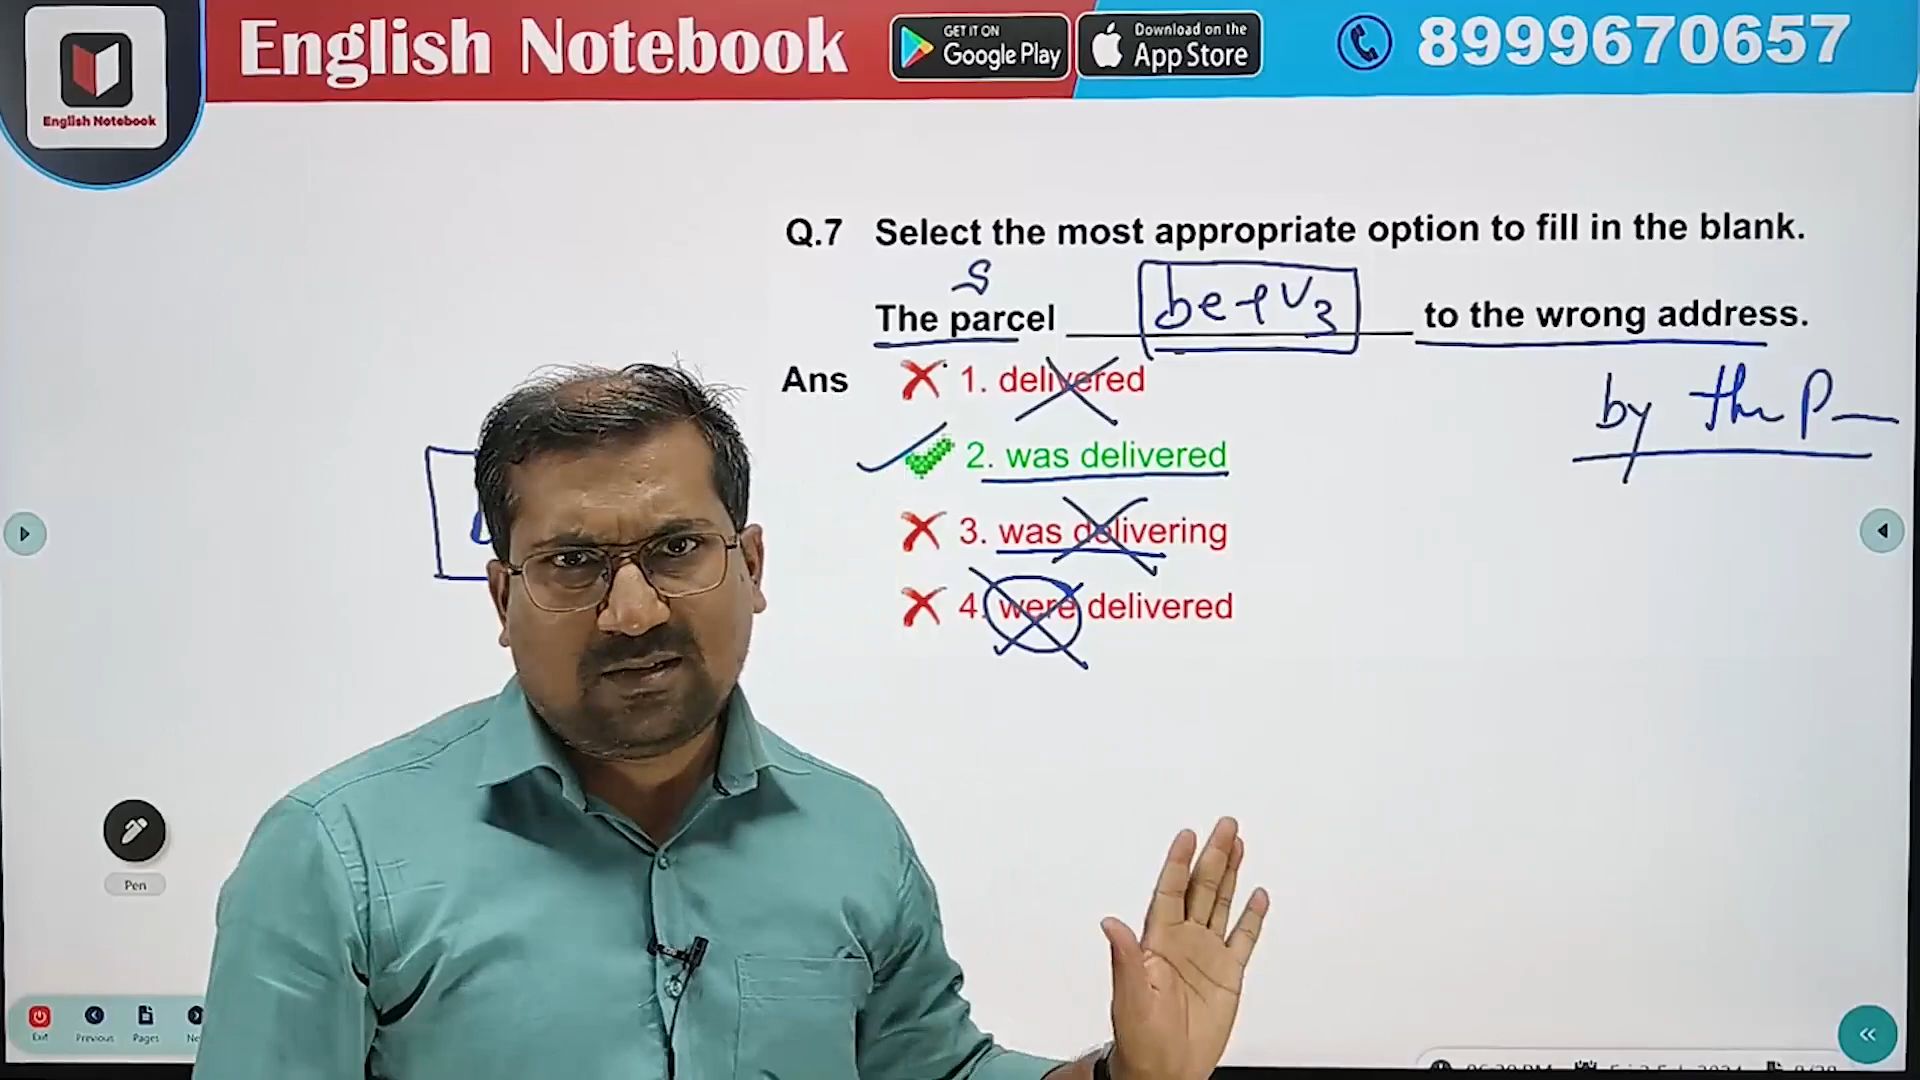 English Notebook
GET IT ON
Google Play
Download on the
App Store
8999670657
English Notebook
Q.7 Select the most appropriate option to fill in the blank.
S
The parcel be+V3 to the wrong address.
Ans 1. delivered
by the P
2. was delivered
3. was delivering
4. were delivered
Pen
Exit Previous Pages